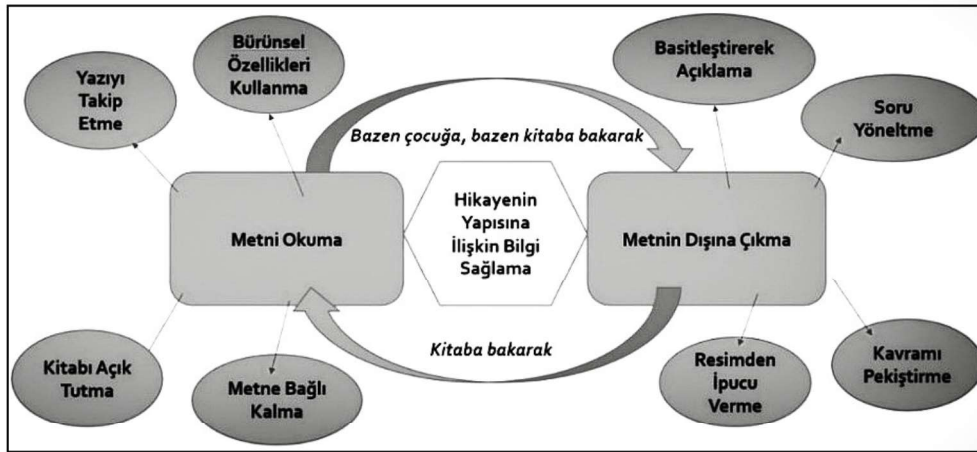 Yazıyı
Takip
Etme
Bürünsel
Özellikleri
Kullanma
Basitleştirerek
Açıklama
Soru
Yöneltme
Bazen çocuğa, bazen kitaba bakarak
Metni Okuma
Hikayenin
Yapısına
İlişkin Bilgi
Sağlama
Metnin Dışına Çıkma
Kitaba bakarak
Kitabı Açık
Tutma
Metne Bağlı
Kalma
Resimden
İpucu
Verme
Kavramı
Pekiştirme